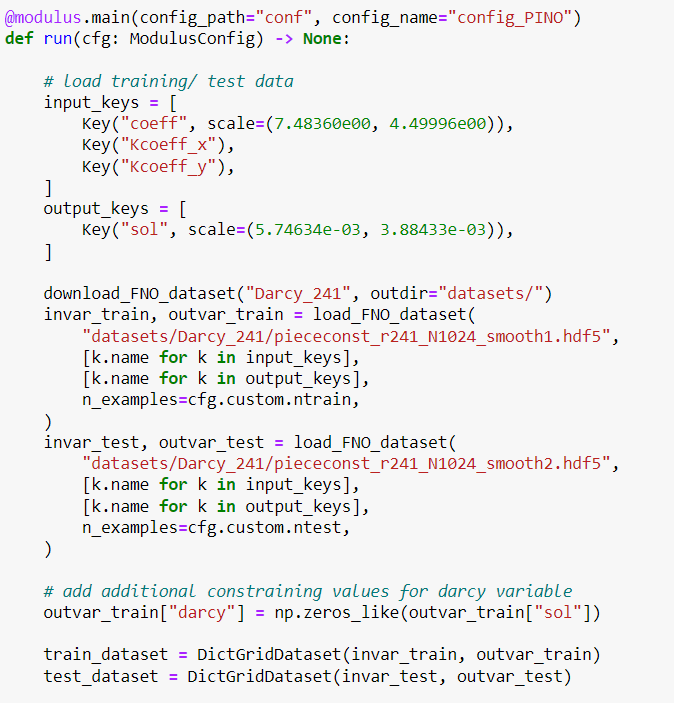 @modulus.main(config_path="conf", config_name="config_PINO")
def run(cfg: ModulusConfig) -> None:

    # load training/ test data
    input_keys = [
        Key("coeff", scale=(7.48360e00, 4.49996e00)),
        Key("Kcoeff_x"),
        Key("Kcoeff_y"),
    ]
    output_keys = [
        Key("sol", scale=(5.74634e-03, 3.88433e-03)),
    ]

    download_FNO_dataset("Darcy_241", outdir="datasets/")
    invar_train, outvar_train = load_FNO_dataset(
        "datasets/Darcy_241/piececonst_r241_N1024_smooth1.hdf5",
        [k.name for k in input_keys],
        [k.name for k in output_keys],
        n_examples=cfg.custom.ntrain,
    )
    invar_test, outvar_test = load_FNO_dataset(
        "datasets/Darcy_241/piececonst_r241_N1024_smooth2.hdf5",
        [k.name for k in input_keys],
        [k.name for k in output_keys],
        n_examples=cfg.custom.ntest,
    )

    # add additional constraining values for darcy variable
    outvar_train["darcy"] = np.zeros_like(outvar_train["sol"])

    train_dataset = DictGridDataset(invar_train, outvar_train)
    test_dataset = DictGridDataset(invar_test, outvar_test)